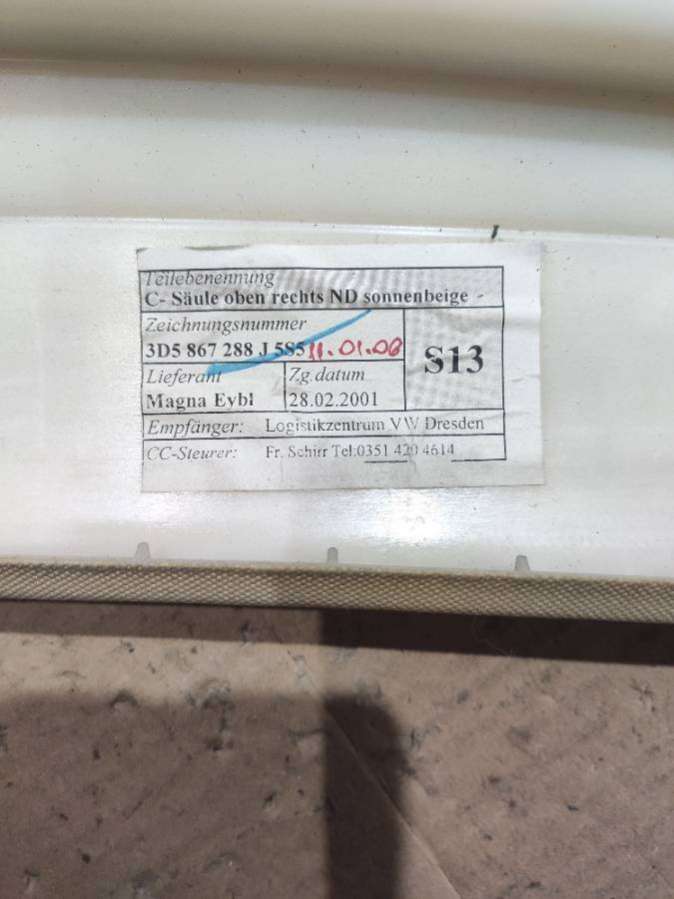 Teilebenennung
C- Säule oben rechts ND sonnenbeige -
Zeichnungsnummer
3D5 867 288 J 5S5 11.01.06
S13
Lieferant Zg.datum
Magna Eybl 28.02.2001
Empfänger: Logistikzentrum VW Dresden
CC-Steurer: Fr. Schirr Tel:0351 420 4614